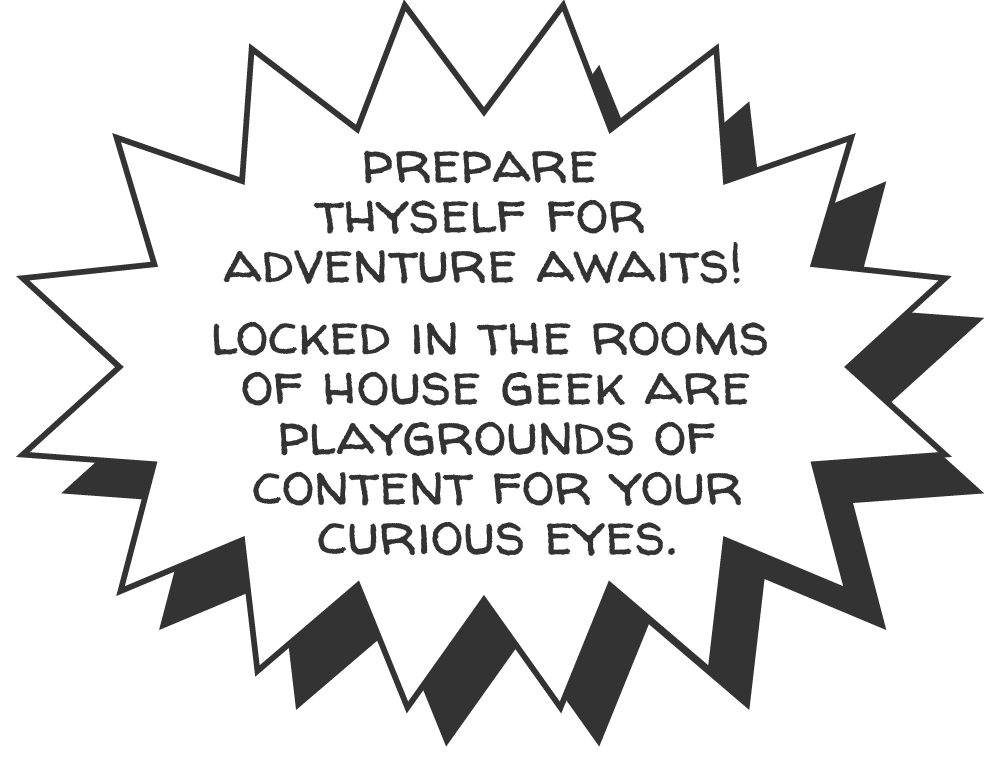 PREPARE
THYSELF FOR
ADVENTURE AWAITS!
LOCKED IN THE ROOMS
OF HOUSE GEEK ARE
PLAYGROUNDS OF
CONTENT FOR YOUR
CURIOUS EYES.